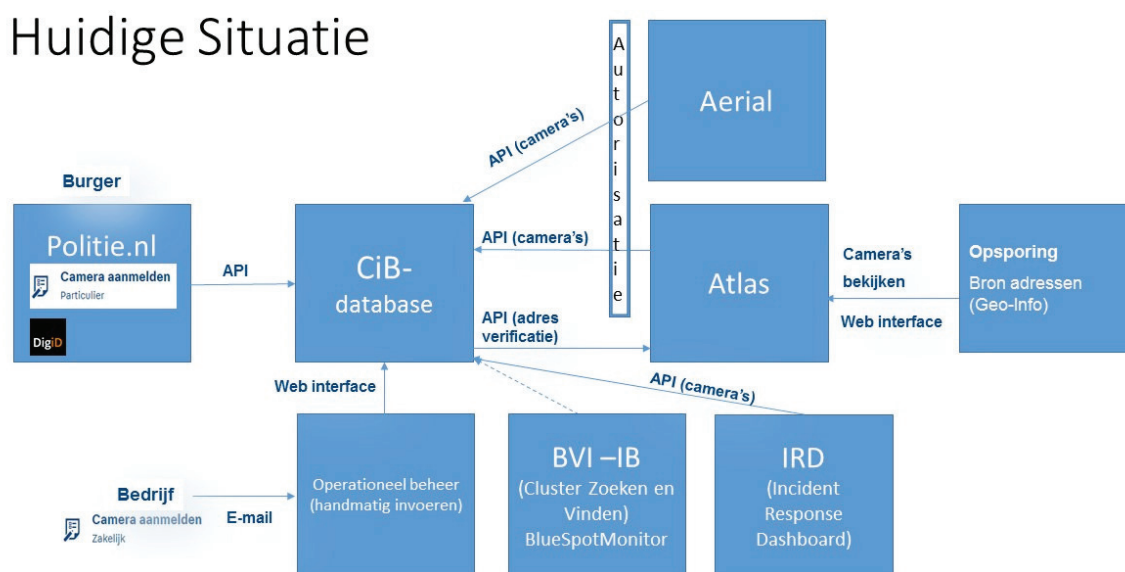 Huidige Situatie
Autorisatie
Aerial
API (camera's)
Burger
Politie.nl
Camera aanmelden
Particulier
DigiD
API
CiB-
database
API (camera's)
API (adres
verificatie)
Atlas
Camera's
bekijken
Web interface
Opsporing
Bron adressen
(Geo-Info)
Web interface
API (camera's)
Bedrijf
Camera aanmelden
Zakelijk
E-mail
Operationeel beheer
(handmatig invoeren)
BVI –IB
(Cluster Zoeken en
Vinden)
BlueSpotMonitor
IRD
(Incident
Response
Dashboard)